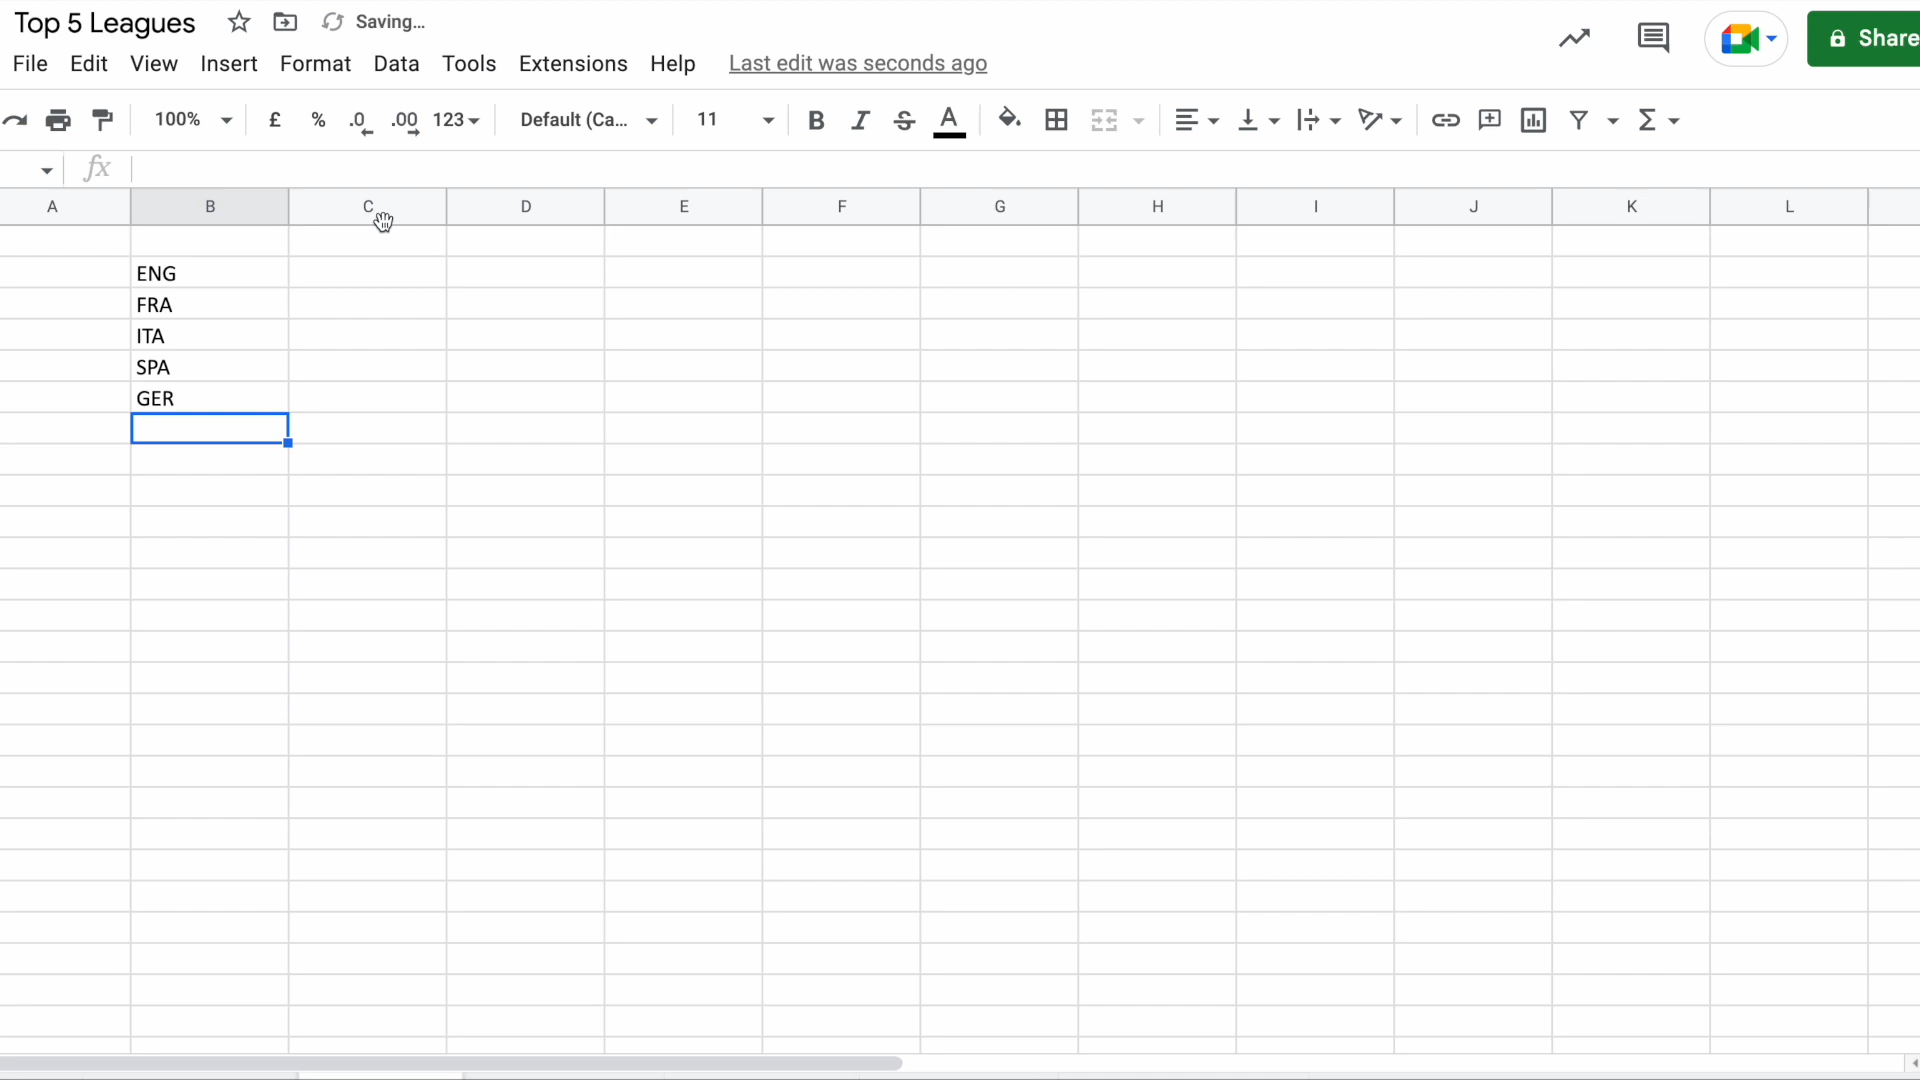 Top 5 Leagues Saving...
File Edit View Insert Format Data Tools Extensions Help Last edit was seconds ago Share
100% £ % .0 .00 123 Default (Ca... 11 B I S A Σ
fx
A B C D E F G H I J K L
ENG
FRA
ITA
SPA
GER